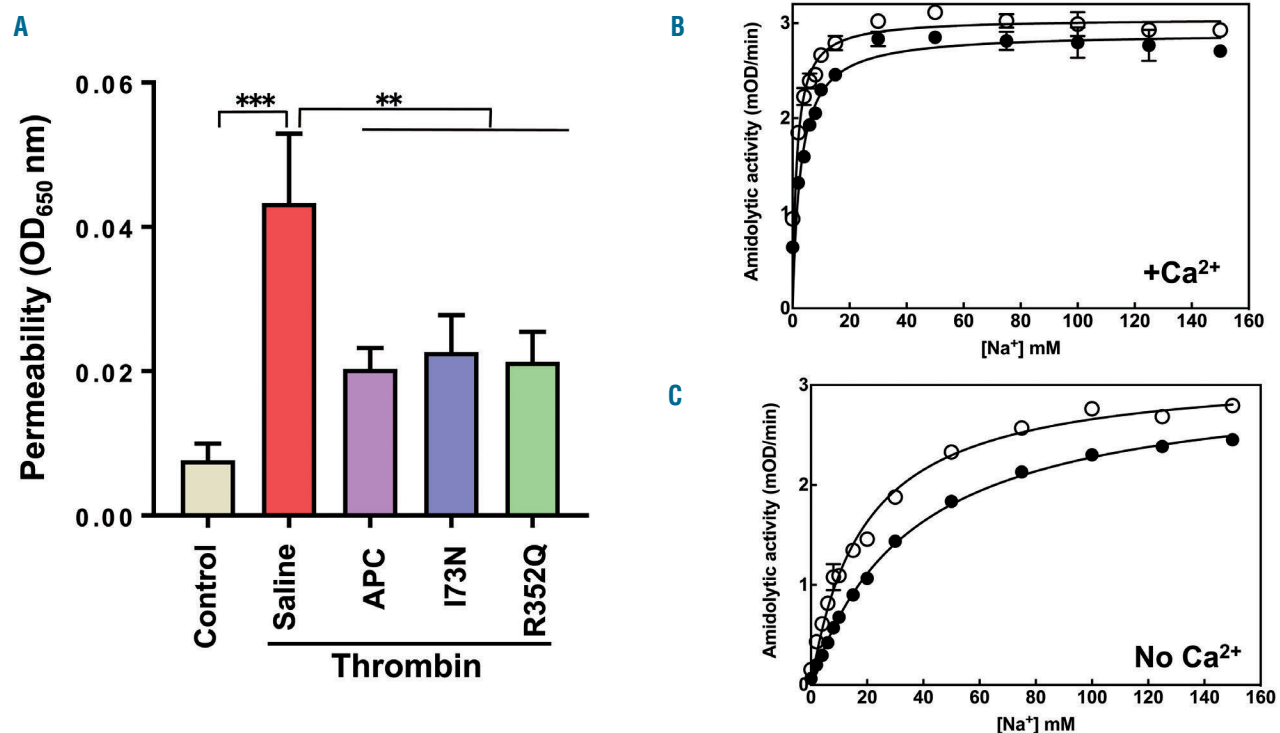 A
Permeability (OD650 nm)
0.06
0.04
0.02
0.00
***
**
Control
Saline
APC
I73N
R352Q
Thrombin
B
Amidolytic activity (mOD/min)
3
2
1
0
0 20 40 60 80 100 120 140 160
[Na+] mM
+Ca2+
C
Amidolytic activity (mOD/min)
3
2
1
0
0 20 40 60 80 100 120 140 160
[Na+] mM
No Ca2+